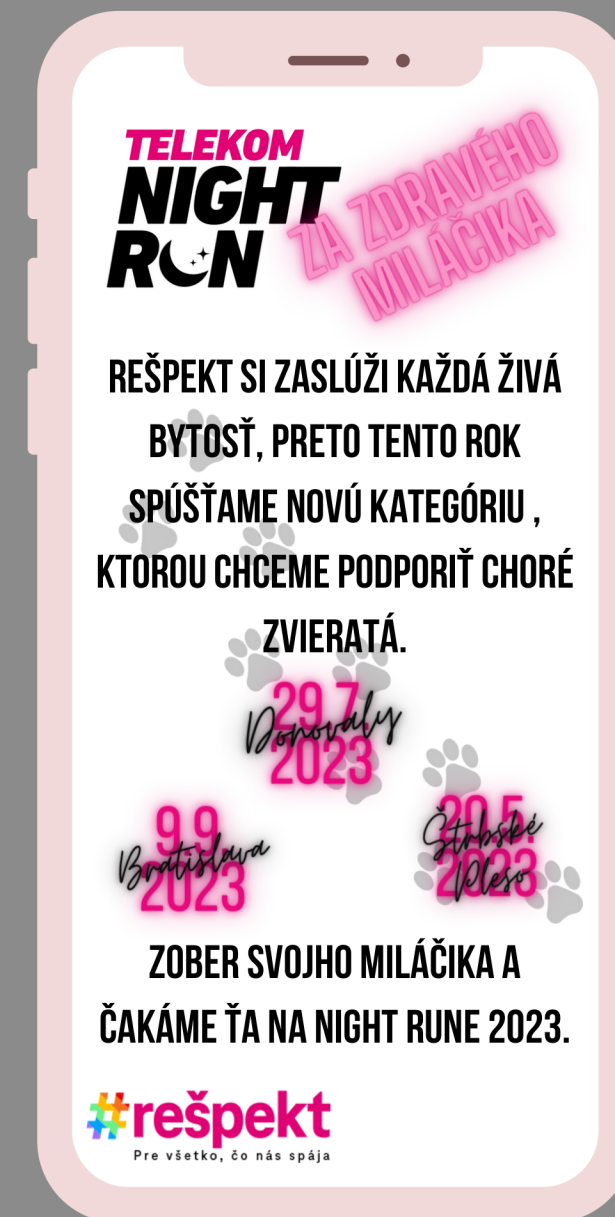 TELEKOM
NIGHT
RUN
ZA ZDRAVÉHO
MILÁČIKA
REŠPEKT SI ZASLÚŽI KAŽDÁ ŽIVÁ
BYTOSŤ, PRETO TENTO ROK
SPÚŠŤAME NOVÚ KATEGÓRIU ,
KTOROU CHCEME PODPORIŤ CHORÉ
ZVIERATÁ.
29.7.
Donovaly
2023
9.9.
Bratislava
2023
20.5.
Štrbské
2023
Pleso
ZOBER SVOJHO MILÁČIKA A
ČAKÁME ŤA NA NIGHT RUNE 2023.
#rešpekt
Pre všetko, čo nás spája